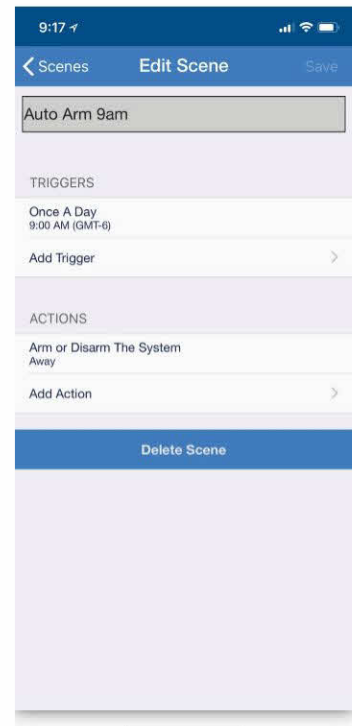 9:17
Scenes Edit Scene Save
Auto Arm 9am
TRIGGERS
Once A Day
9:00 AM (GMT-6)
Add Trigger
ACTIONS
Arm or Disarm The System
Away
Add Action
Delete Scene